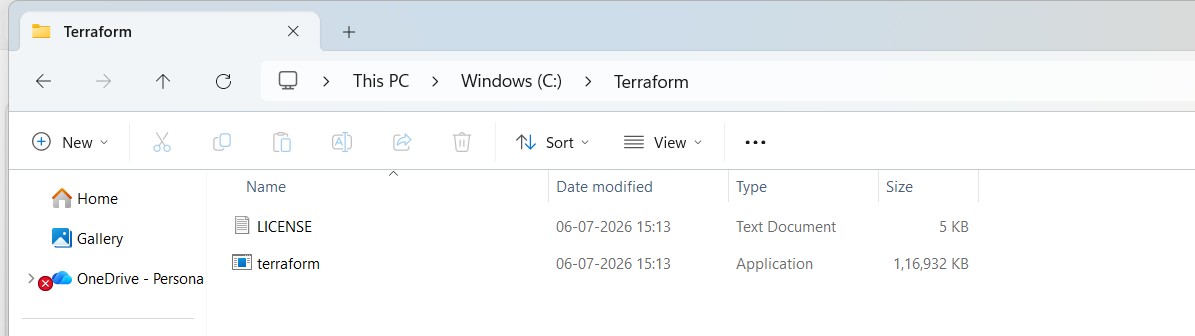 Terraform
This PC > Windows (C:) > Terraform
New Sort View
Name Date modified Type Size
Home
Gallery
OneDrive - Persona
LICENSE 06-07-2026 15:13 Text Document 5 KB
terraform 06-07-2026 15:13 Application 1,16,932 KB